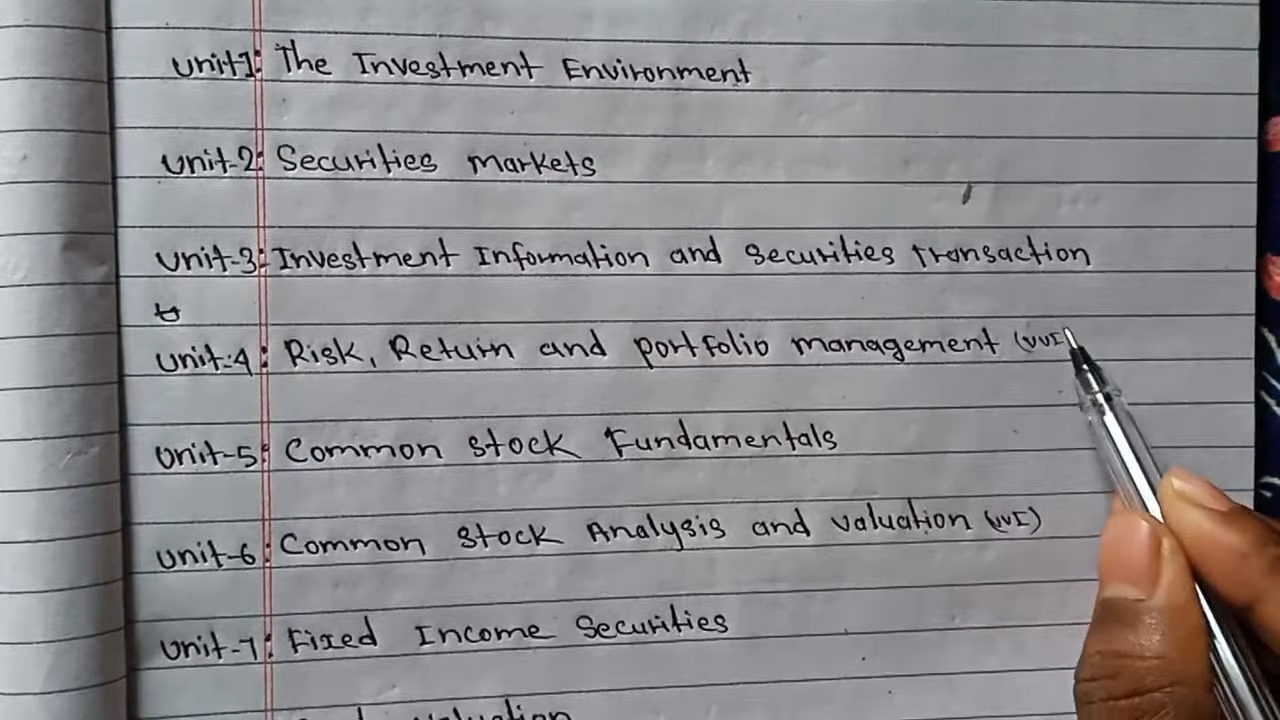 Unit1: The Investment Environment
Unit-2: Securities Markets
Unit-3: Investment Information and Securities Transaction
Unit-4: Risk, Return and portfolio management (VVI)
Unit-5: Common Stock Fundamentals
Unit-6: Common Stock Analysis and valuation (VVI)
Unit-7: Fixed Income Securities
valuation